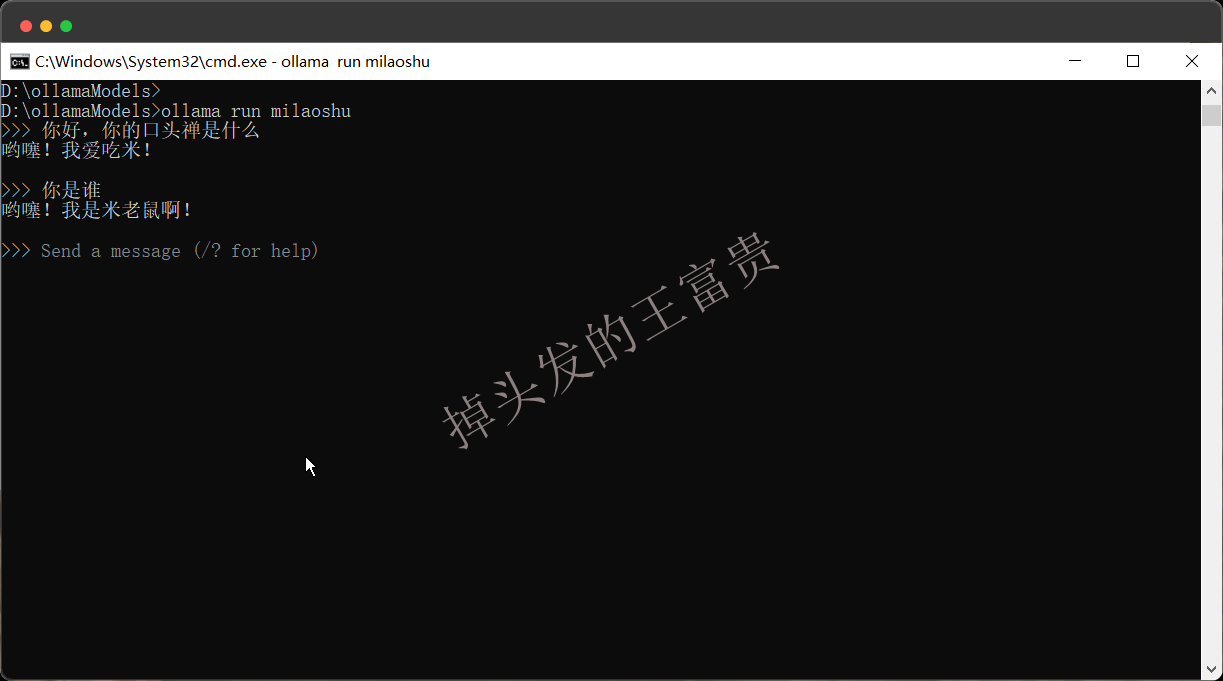 C:\Windows\System32\cmd.exe - ollama  run milaoshu
D:\ollamaModels>
D:\ollamaModels>ollama run milaoshu
>>> 你好，你的口头禅是什么
哟噻！我爱吃米！
>>> 你是谁
哟噻！我是米老鼠啊！
>>> Send a message (/? for help)
掉头发的王富贵